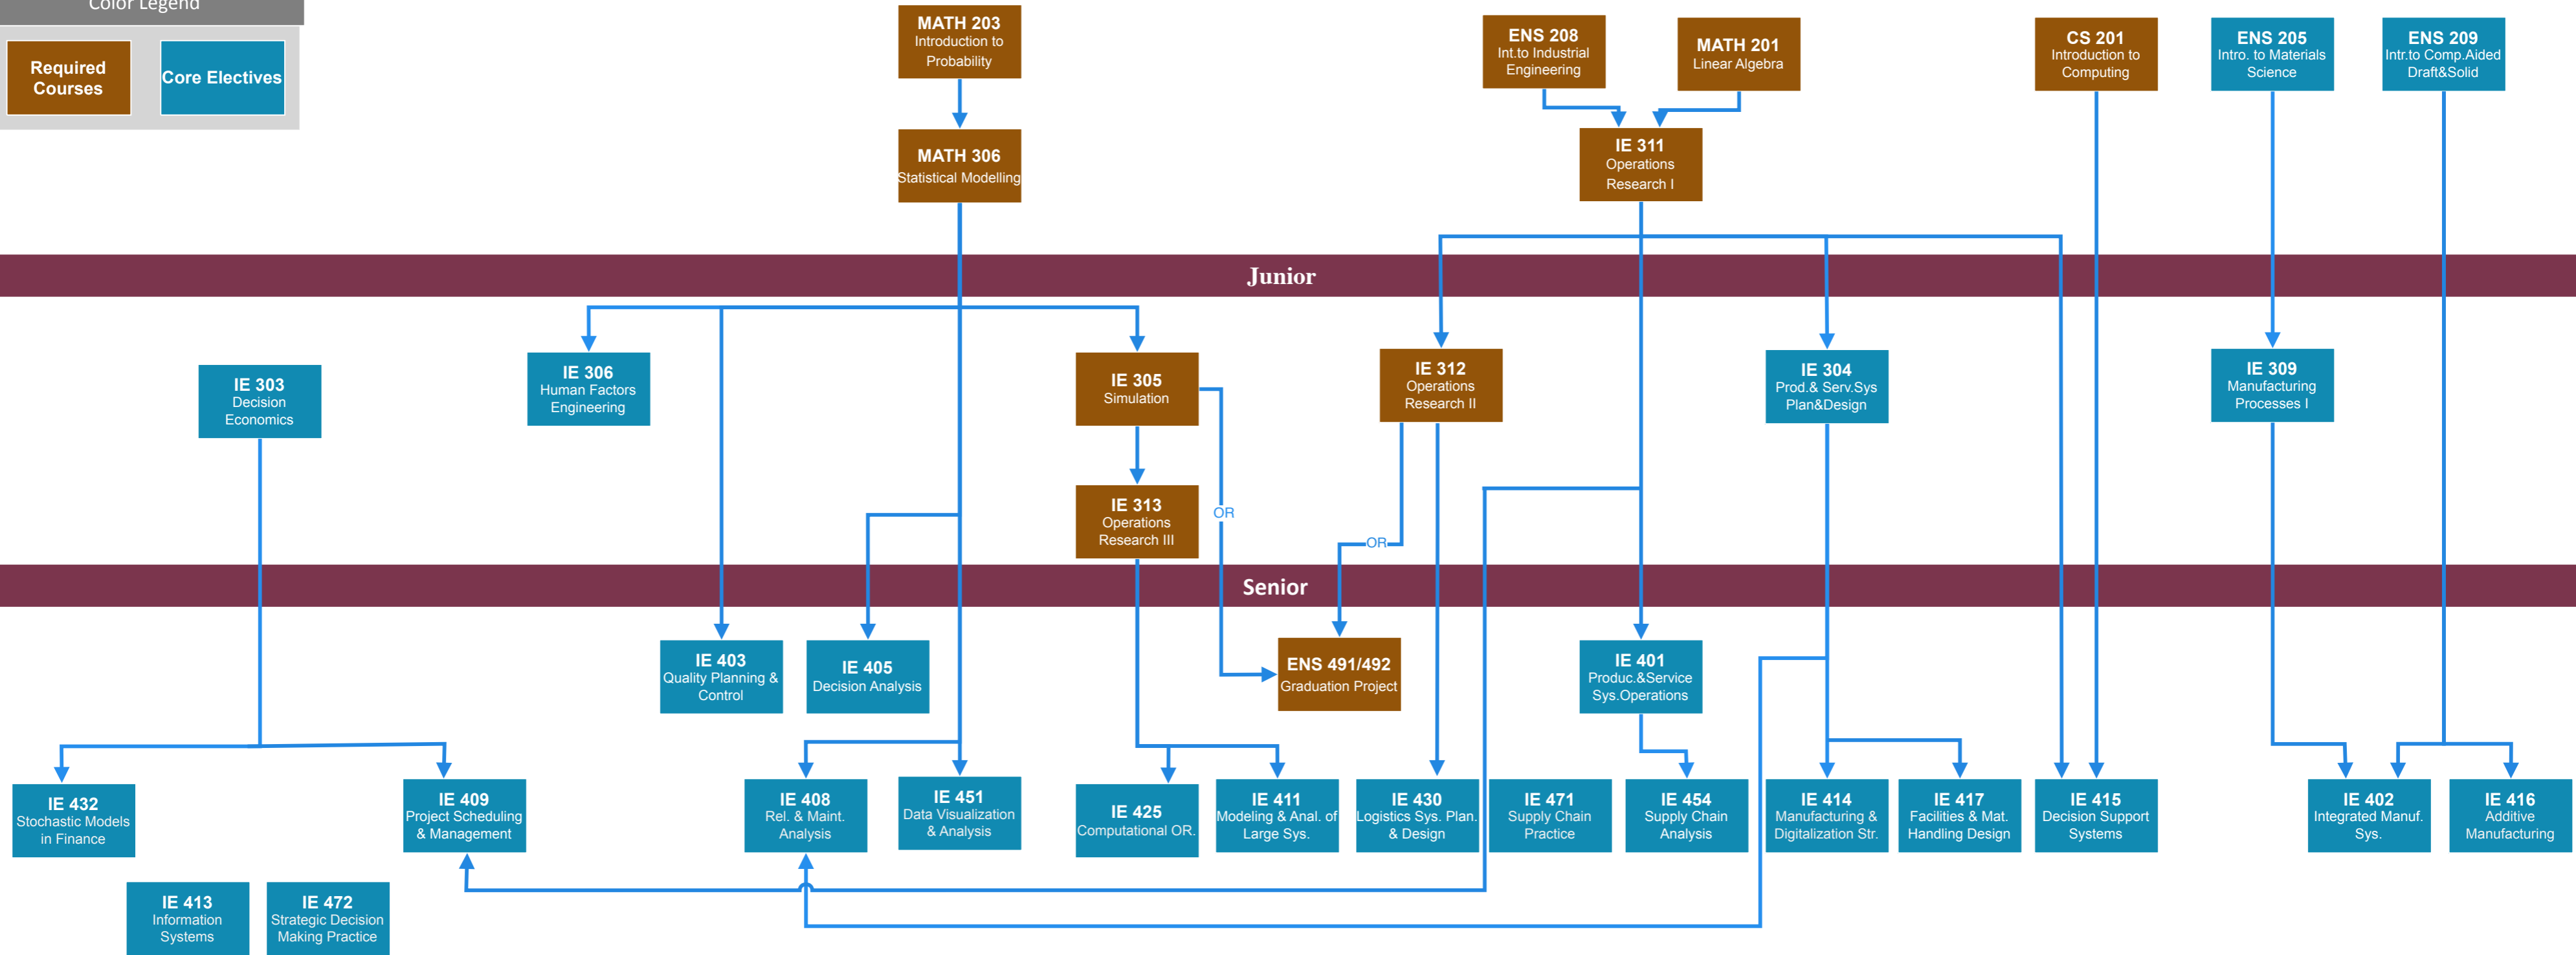 Color Legend
Required
Courses
Core Electives
MATH 203
Introduction to
Probability
ENS 208
Int.to Industrial
Engineering
MATH 201
Linear Algebra
CS 201
Introduction to
Computing
ENS 205
Intro. to Materials
Science
ENS 209
Intr.to Comp.Aided
Draft&Solid
MATH 306
Statistical Modelling
IE 311
Operations
Research I
Junior
IE 303
Decision
Economics
IE 306
Human Factors
Engineering
IE 305
Simulation
IE 312
Operations
Research II
IE 304
Prod.& Serv.Sys
Plan&Design
IE 309
Manufacturing
Processes I
IE 313
Operations
Research III
OR
OR
Senior
IE 403
Quality Planning &
Control
IE 405
Decision Analysis
ENS 491/492
Graduation Project
IE 401
Produc.&Service
Sys.Operations
IE 432
Stochastic Models
in Finance
IE 409
Project Scheduling
& Management
IE 408
Rel. & Maint.
Analysis
IE 451
Data Visualization
& Analysis
IE 425
Computational OR.
IE 411
Modeling & Anal. of
Large Sys.
IE 430
Logistics Sys. Plan.
& Design
IE 471
Supply Chain
Practice
IE 454
Supply Chain
Analysis
IE 414
Manufacturing &
Digitalization Str.
IE 417
Facilities & Mat.
Handling Design
IE 415
Decision Support
Systems
IE 402
Integrated Manuf.
Sys.
IE 416
Additive
Manufacturing
IE 413
Information
Systems
IE 472
Strategic Decision
Making Practice